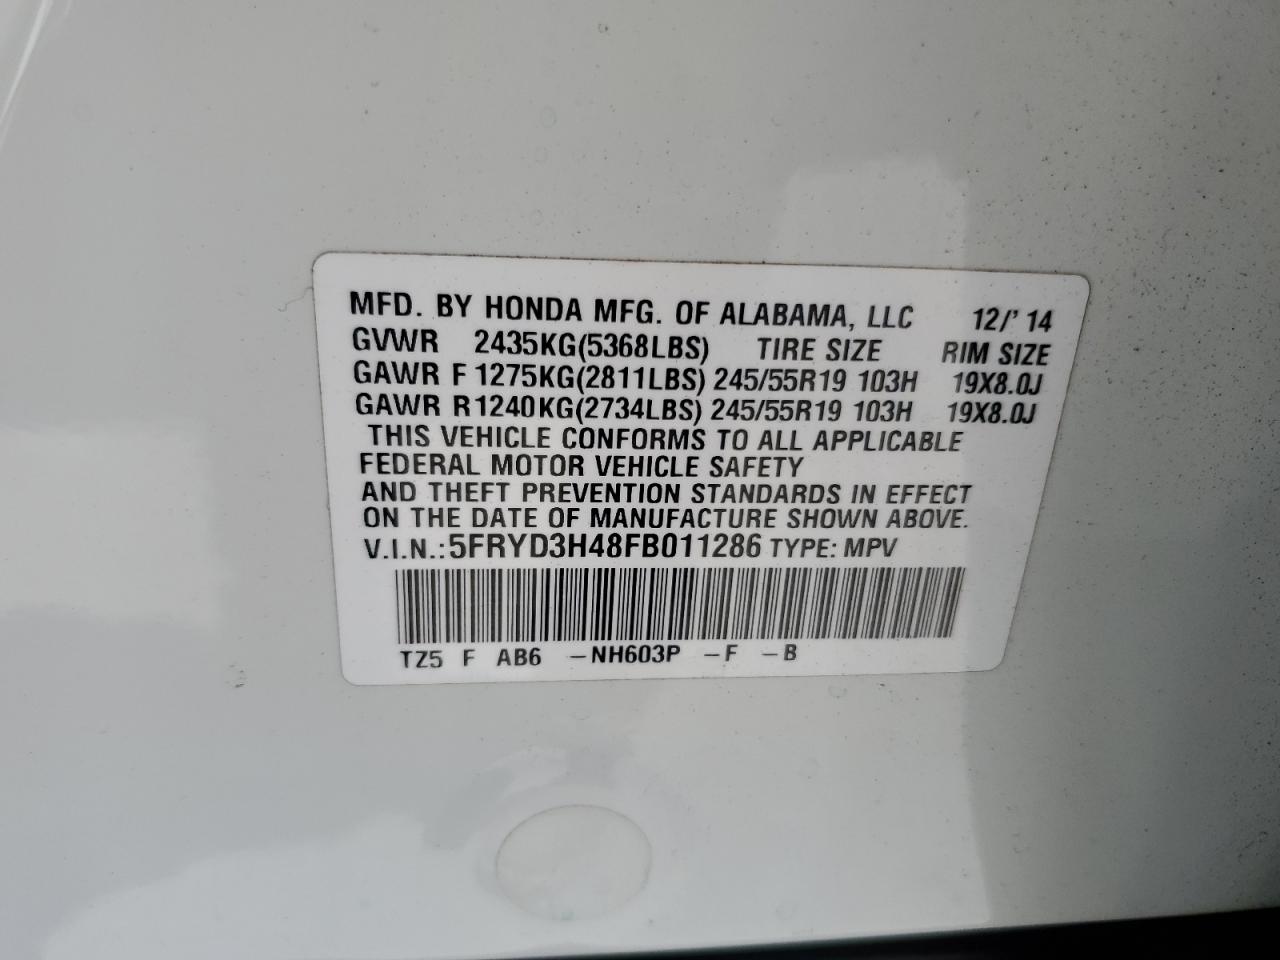 MFD. BY HONDA MFG. OF ALABAMA, LLC 12/' 14
GVWR 2435KG(5368LBS) TIRE SIZE RIM SIZE
GAWR F 1275KG(2811LBS) 245/55R19 103H 19X8.0J
GAWR R 1240KG(2734LBS) 245/55R19 103H 19X8.0J
THIS VEHICLE CONFORMS TO ALL APPLICABLE
FEDERAL MOTOR VEHICLE SAFETY
AND THEFT PREVENTION STANDARDS IN EFFECT
ON THE DATE OF MANUFACTURE SHOWN ABOVE.
V.I.N.: 5FRYD3H48FB011286 TYPE: MPV
TZ5 F AB6 -NH603P -F -B